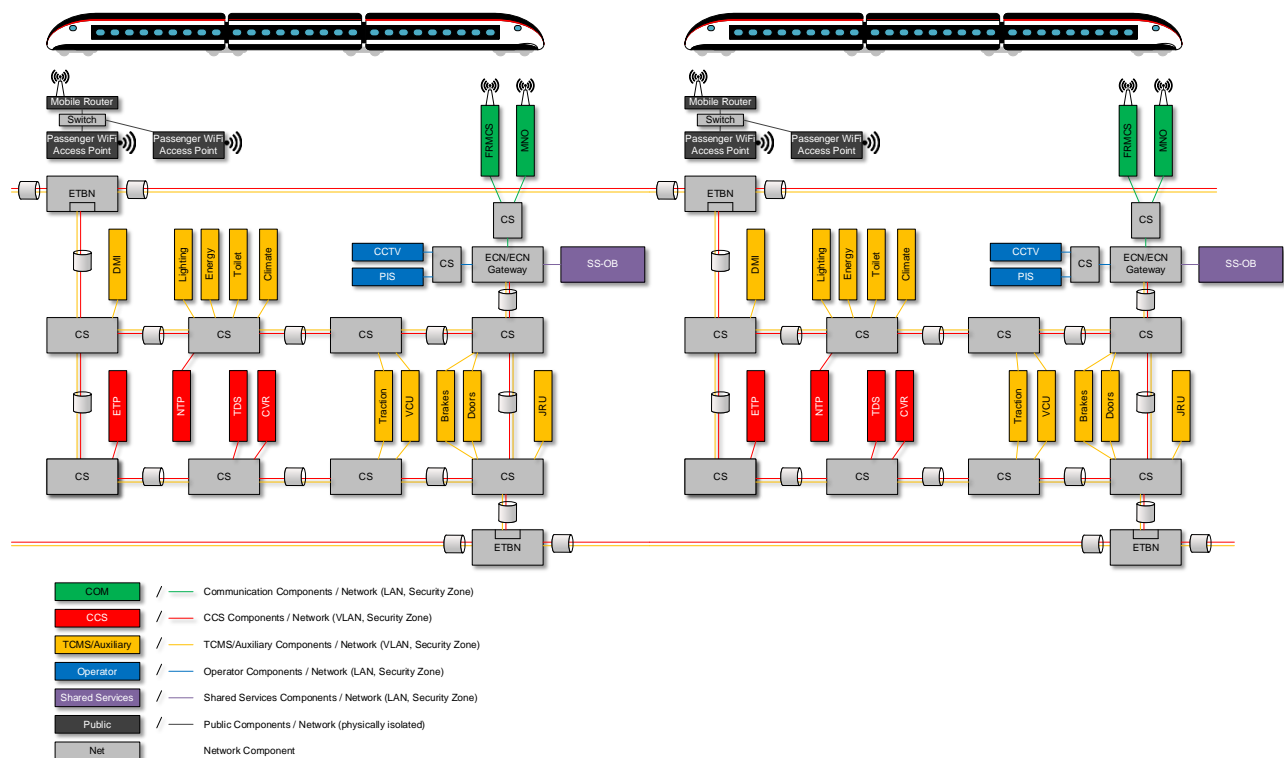 Mobile Router
Switch
Passenger WiFi
Access Point
Passenger WiFi
Access Point
FRMCS
MNO
ETBN
CS
CCTV
PIS
CS
ECN/ECN
Gateway
SS-OB
DMI
Lighting
Energy
Toilet
Climate
CS
CS
CS
CS
ETP
NTP
TDS
CVR
Traction
VCU
Brakes
Doors
JRU
CS
CS
CS
CS
ETBN
Mobile Router
Switch
Passenger WiFi
Access Point
Passenger WiFi
Access Point
FRMCS
MNO
ETBN
CS
CCTV
PIS
CS
ECN/ECN
Gateway
SS-OB
DMI
Lighting
Energy
Toilet
Climate
CS
CS
CS
CS
ETP
NTP
TDS
CVR
Traction
VCU
Brakes
Doors
JRU
CS
CS
CS
CS
ETBN
COM / Communication Components / Network (LAN, Security Zone)
CCS / CCS Components / Network (VLAN, Security Zone)
TCMS/Auxiliary / TCMS/Auxiliary Components / Network (VLAN, Security Zone)
Operator / Operator Components / Network (LAN, Security Zone)
Shared Services / Shared Services Components / Network (LAN, Security Zone)
Public / Public Components / Network (physically isolated)
Net Network Component